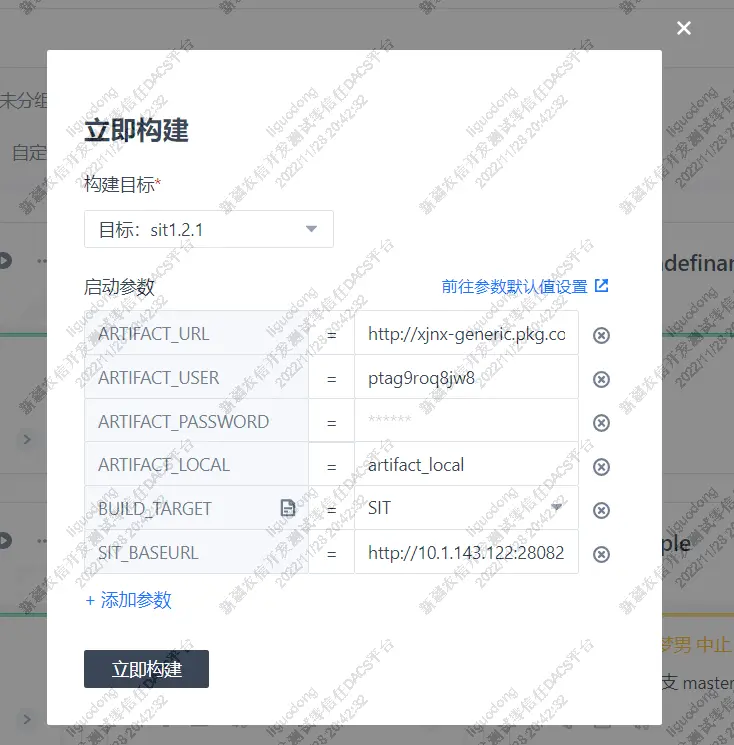 未分组
自定
立即构建
构建目标*
目标：sit1.2.1
启动参数
前往参数默认值设置
ARTIFACT_URL = http://xjnx-generic.pkg.co
ARTIFACT_USER = ptag9roq8jw8
ARTIFACT_PASSWORD = ******
ARTIFACT_LOCAL = artifact_local
BUILD_TARGET = SIT
SIT_BASEURL = http://10.1.143.122:28082
+ 添加参数
立即构建
definan
ple
梦男 中止
支 master
liguodong
新疆农信开发测试零信任DACS平台
2022/11/28 20:42:32